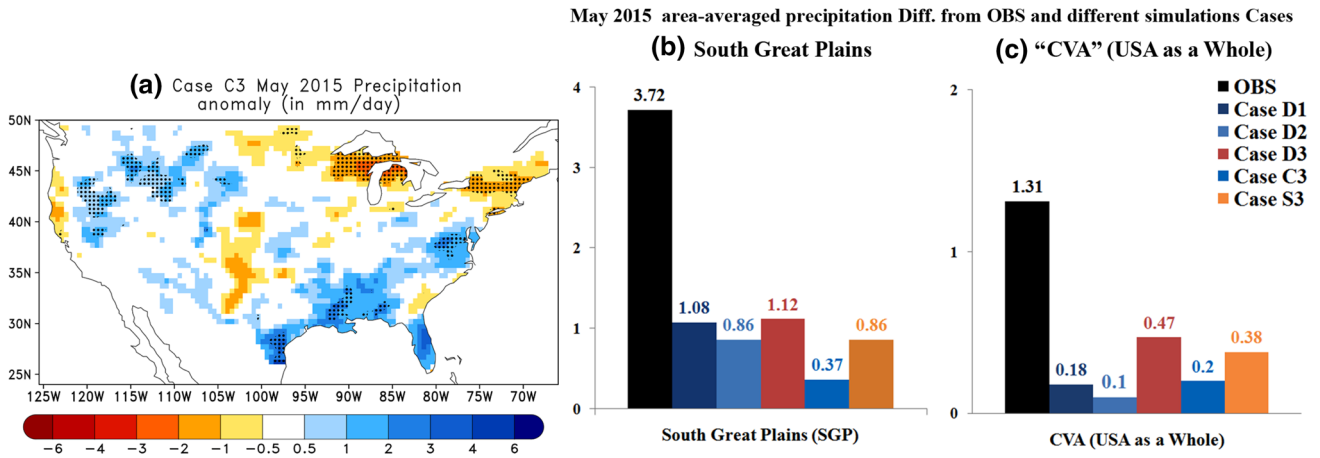 May 2015 area-averaged precipitation Diff. from OBS and different simulations Cases
(a) Case C3 May 2015 Precipitation
anomaly (in mm/day)
50N
45N
40N
35N
30N
25N
125W 120W 115W 110W 105W 100W 95W 90W 85W 80W 75W 70W
-6 -4 -3 -2 -1 -0.5 0.5 1 2 3 4 6
(b) South Great Plains
4
3
2
1
0
3.72
1.08
0.86
1.12
0.37
0.86
South Great Plains (SGP)
(c) “CVA” (USA as a Whole)
2
1
0
1.31
0.18
0.1
0.47
0.2
0.38
OBS
Case D1
Case D2
Case D3
Case C3
Case S3
CVA (USA as a Whole)